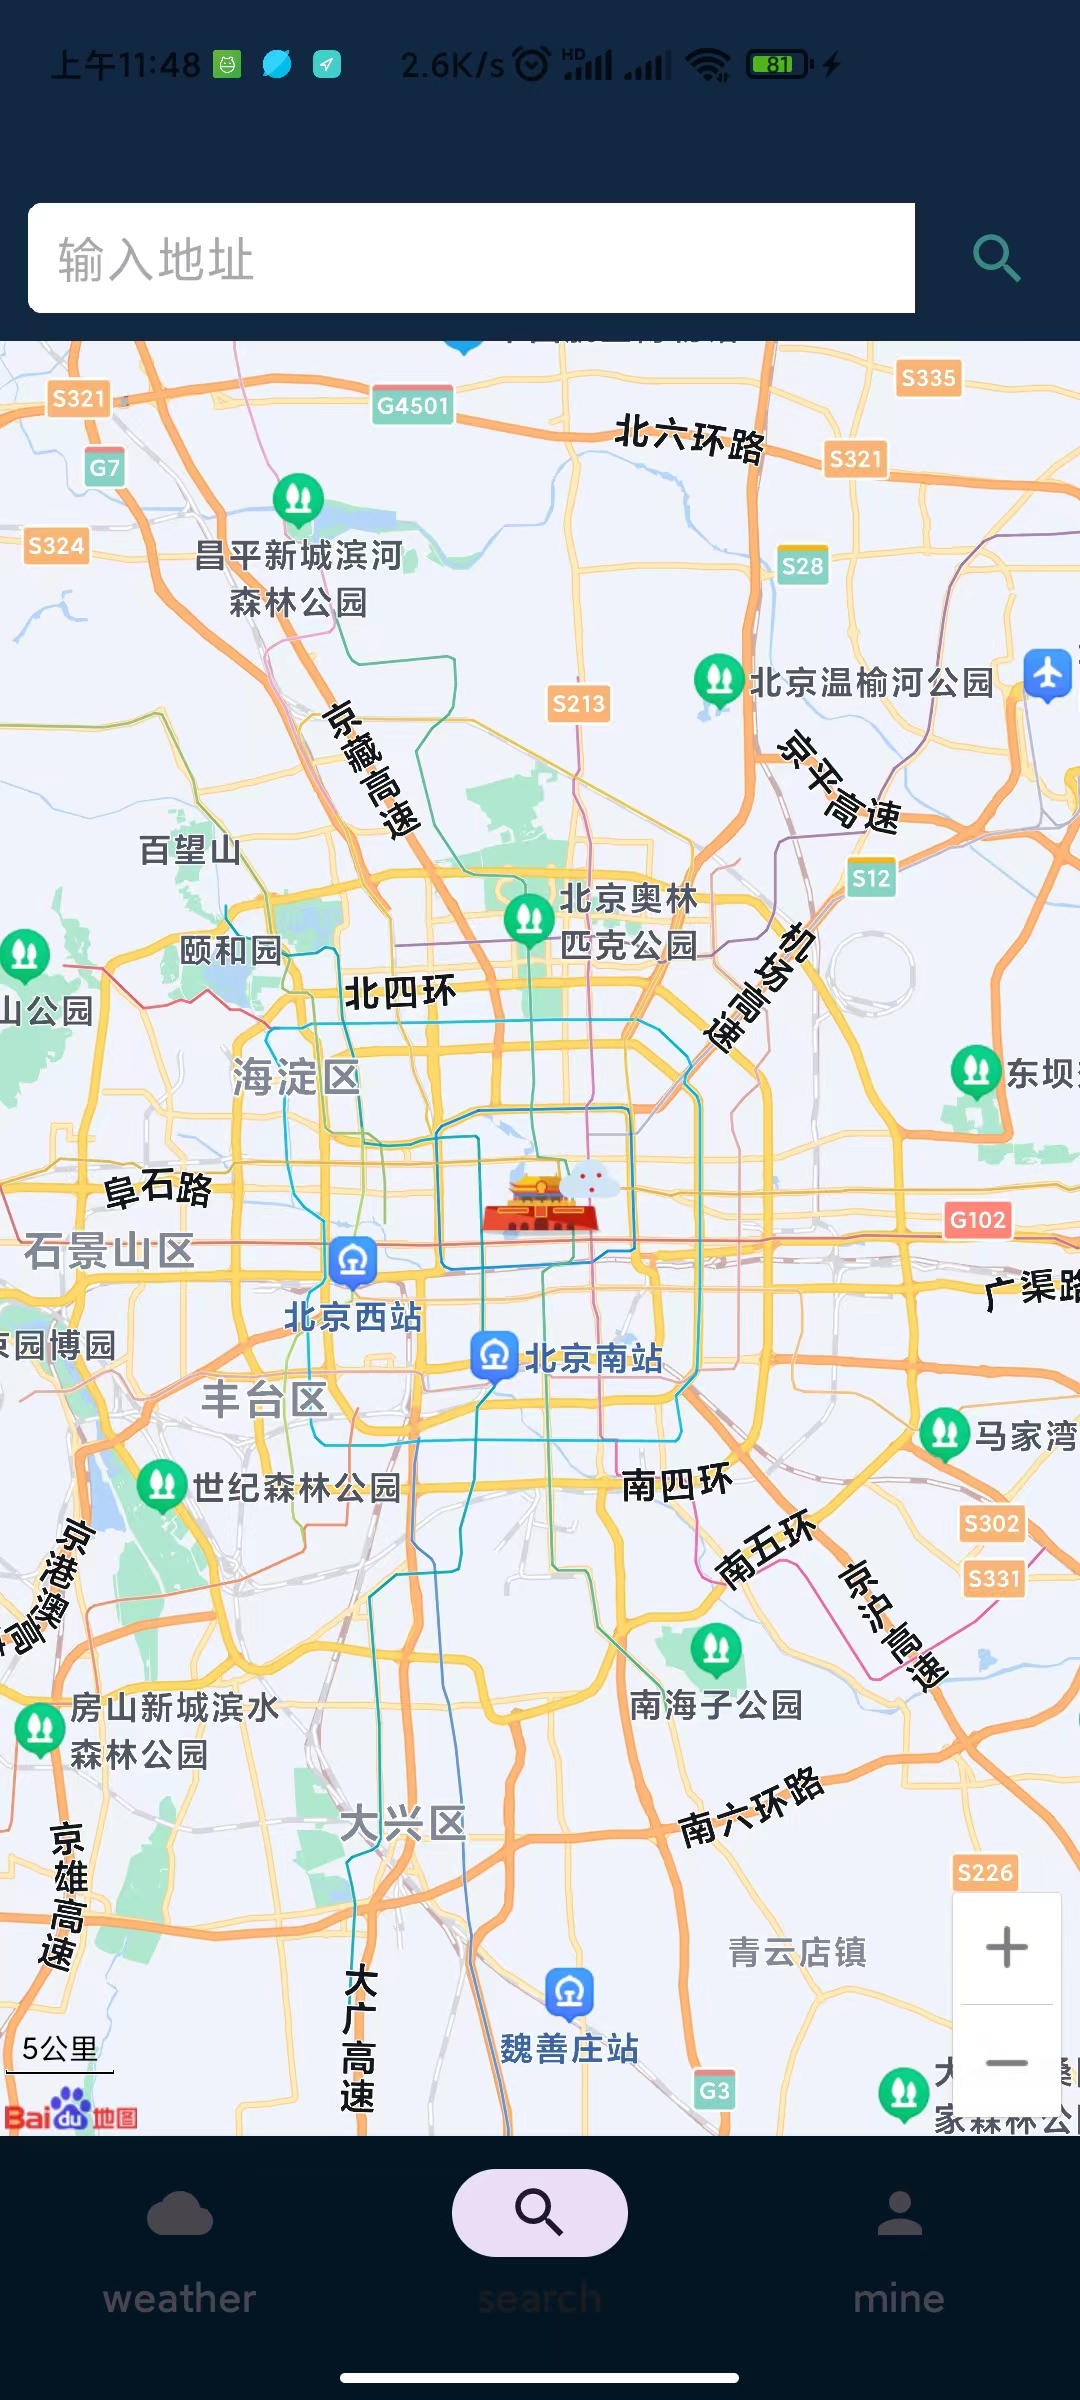 上午11:48
2.6K/s
HD
81
输入地址
S321
G4501
S335
北六环路
S321
G7
S324
昌平新城滨河
森林公园
S28
北京温榆河公园
S213
京藏高速
京平高速
百望山
S12
北京奥林
匹克公园
颐和园
机场高速
山公园
北四环
海淀区
东坝
阜石路
G102
石景山区
广渠路
北京西站
园博园
北京南站
丰台区
马家湾
世纪森林公园
南四环
S302
南五环
京港澳高
京沪高速
S331
南海子公园
房山新城滨水
森林公园
南六环路
大兴区
京雄高速
S226
青云店镇
大广高速
5公里
魏善庄站
G3
家森林公
Bai du 地图
weather
search
mine